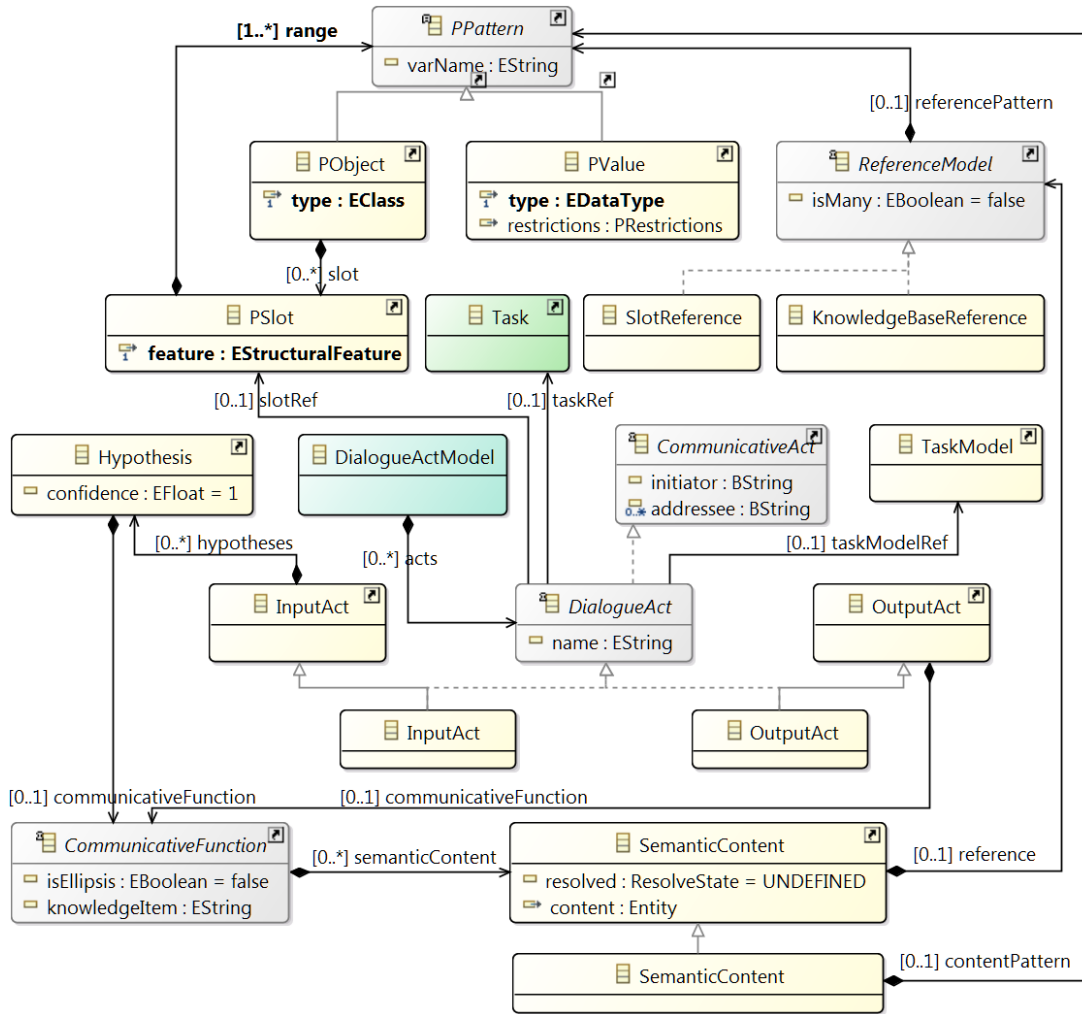 [1..*] range
PPattern
varName : EString
[0..1] referencePattern
PObject
type : EClass
PValue
type : EDataType
restrictions : PRestrictions
ReferenceModel
isMany : EBoolean = false
[0..*] slot
PSlot
feature : EStructuralFeature
Task
SlotReference
KnowledgeBaseReference
[0..1] slotRef
[0..1] taskRef
Hypothesis
confidence : EFloat = 1
DialogueActModel
CommunicativeAct
initiator : BString
0..* addressee : BString
TaskModel
[0..*] hypotheses
[0..*] acts
[0..1] taskModelRef
InputAct
DialogueAct
name : EString
OutputAct
InputAct
OutputAct
[0..1] communicativeFunction
[0..1] communicativeFunction
CommunicativeFunction
isEllipsis : EBoolean = false
knowledgeItem : EString
[0..*] semanticContent
SemanticContent
resolved : ResolveState = UNDEFINED
content : Entity
[0..1] reference
SemanticContent
[0..1] contentPattern